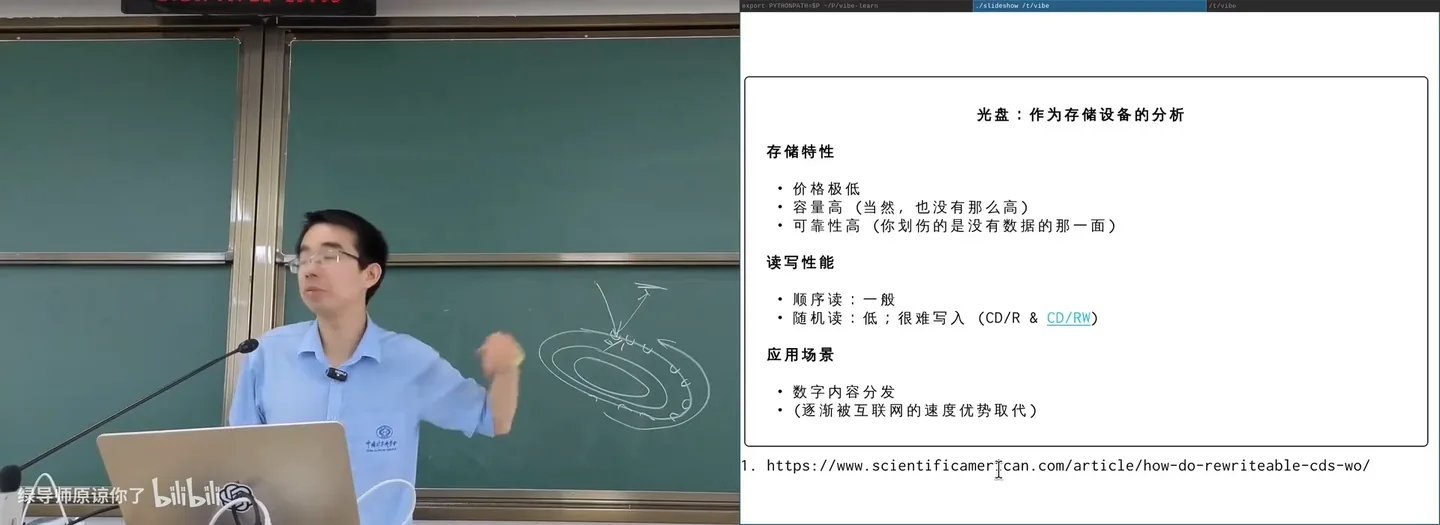 export PYTHONPATH=$P ~/P/vibe-learn
./slideshow /t/vibe
/t/vibe
光盘：作为存储设备的分析
存储特性
• 价格极低
• 容量高 (当然，也没有那么高)
• 可靠性高 (你划伤的是没有数据的那一面)
读写性能
• 顺序读：一般
• 随机读：低；很难写入 (CD/R & CD/RW)
应用场景
• 数字内容分发
• (逐渐被互联网的速度优势取代)
1. https://www.scientificamerican.com/article/how-do-rewriteable-cds-wo/
绿导师原谅你了 bilibili